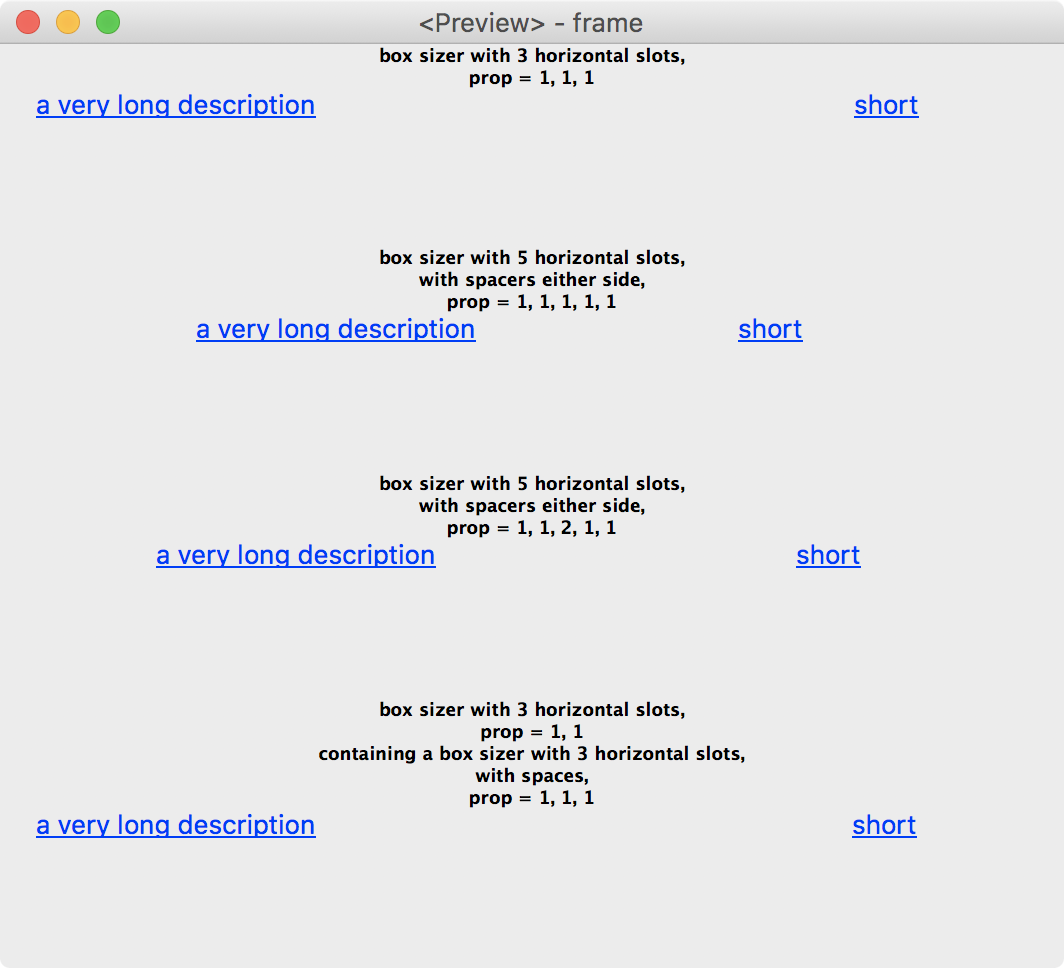 <Preview> - frame
box sizer with 3 horizontal slots,
prop = 1, 1, 1
a very long description short
box sizer with 5 horizontal slots,
with spacers either side,
prop = 1, 1, 1, 1, 1
a very long description short
box sizer with 5 horizontal slots,
with spacers either side,
prop = 1, 1, 2, 1, 1
a very long description short
box sizer with 3 horizontal slots,
prop = 1, 1
containing a box sizer with 3 horizontal slots,
with spaces,
prop = 1, 1, 1
a very long description short